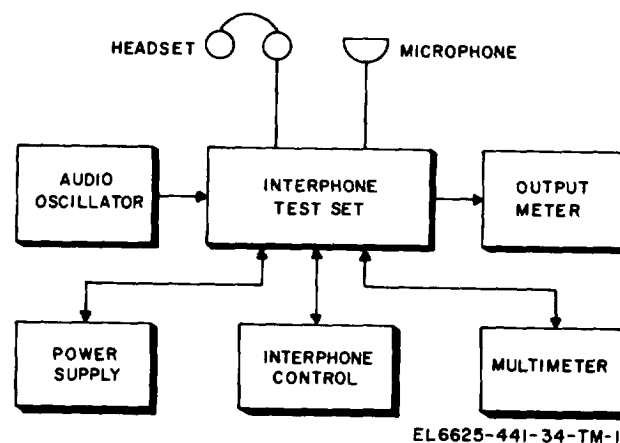 HEADSET
MICROPHONE
AUDIO
OSCILLATOR
INTERPHONE
TEST SET
OUTPUT
METER
POWER
SUPPLY
INTERPHONE
CONTROL
MULTIMETER
EL6625-441-34-TM-1